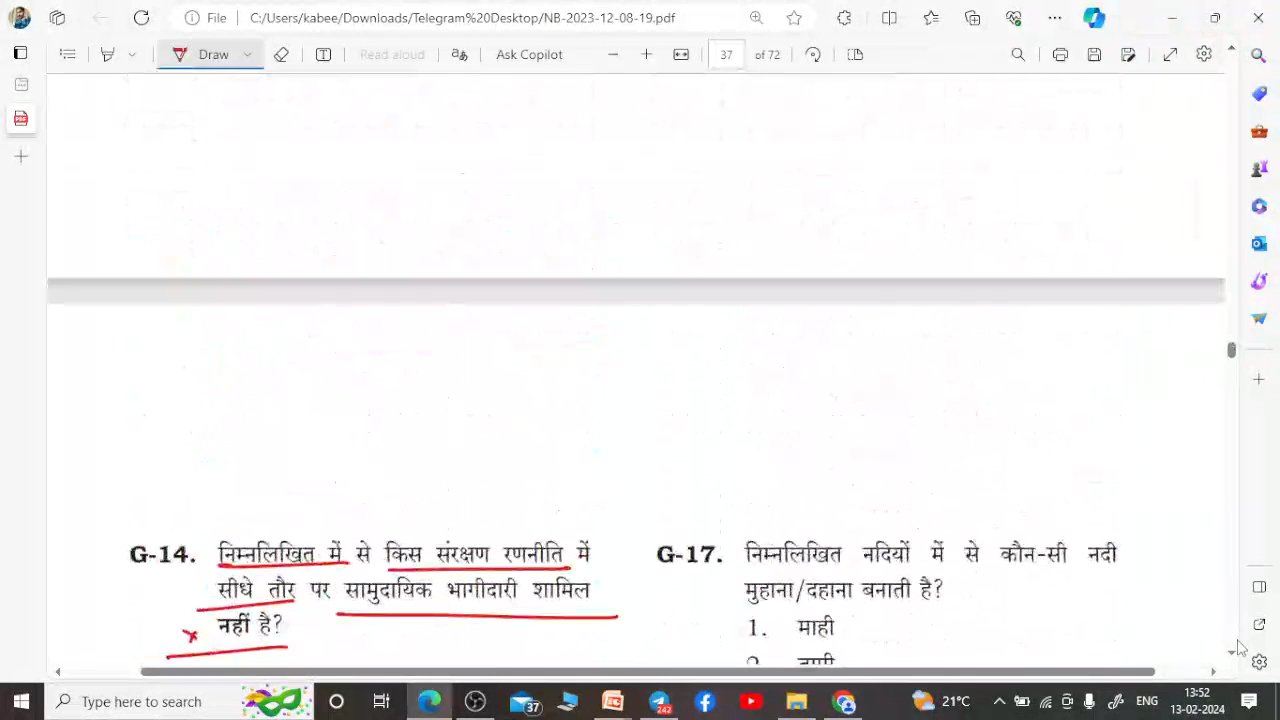 File
C:/Users/kabee/Downloads/Telegram%20Desktop/NB-2023-12-08-19.pdf
Draw
Read aloud
Ask Copilot
37
of 72
G-14. निम्नलिखित में से किस संरक्षण रणनीति में
सीधे तौर पर सामुदायिक भागीदारी शामिल
नहीं है?
G-17. निम्नलिखित नदियों में से कौन-सी नदी
मुहाना/दहाना बनाती है?
1. माही
Type here to search
37
242
21°C
ENG
13:52
13-02-2024